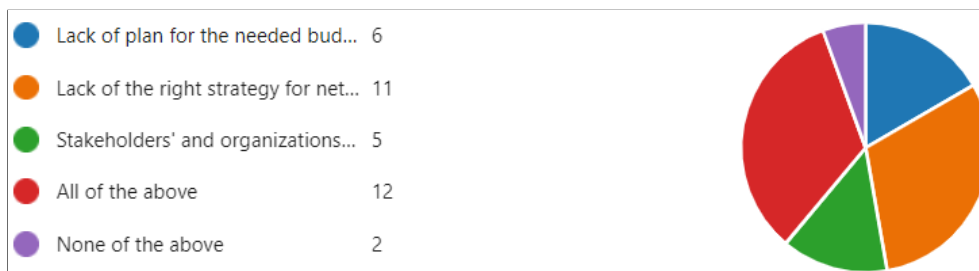 Lack of plan for the needed bud... 6
Lack of the right strategy for net... 11
Stakeholders' and organizations... 5
All of the above 12
None of the above 2